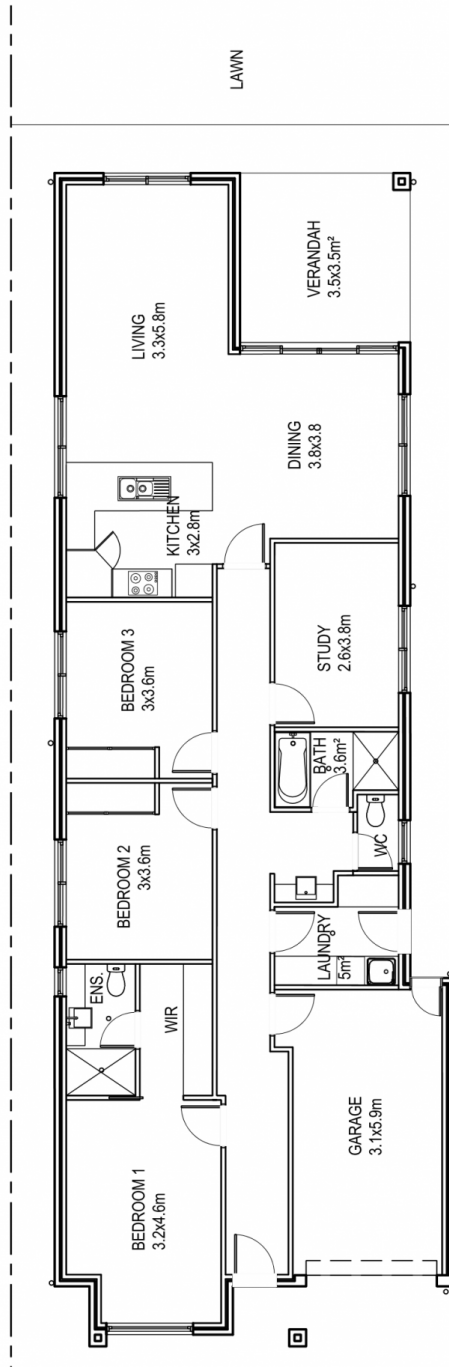 LAWN
LIVING
3.3x5.8m
VERANDAH
3.5x3.5m²
DINING
3.8x3.8
KITCHEN
3x2.8m
BEDROOM 3
3x3.6m
STUDY
2.6x3.8m
BATH
3.6m²
BEDROOM 2
3x3.6m
WC
ENS.
LAUNDRY
5m²
WIR
BEDROOM 1
3.2x4.6m
GARAGE
3.1x5.9m